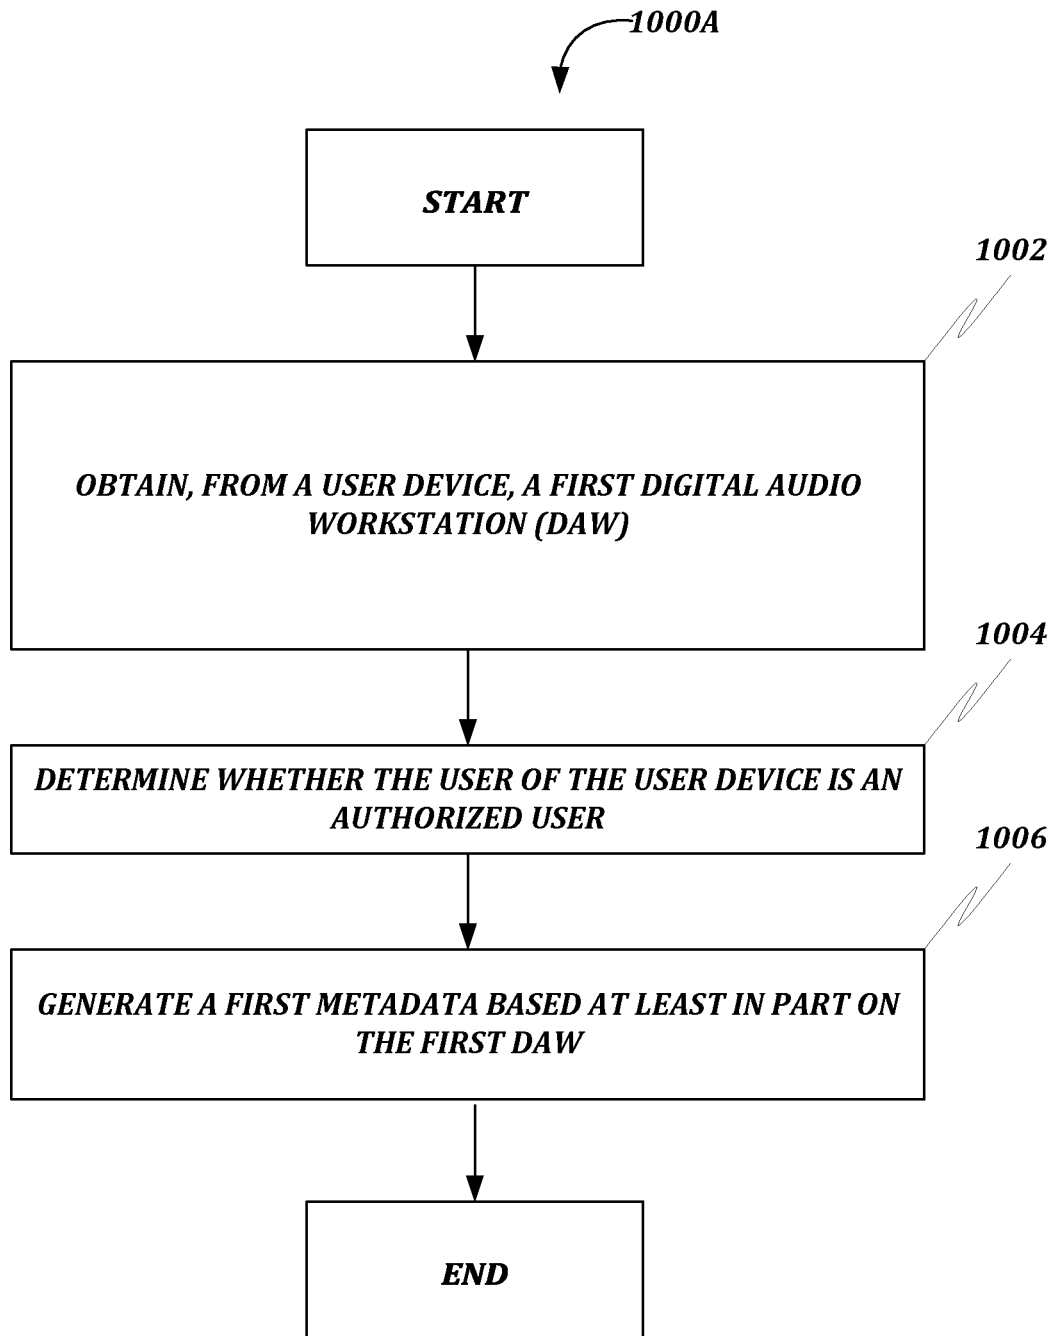 1000A
START
1002
OBTAIN, FROM A USER DEVICE, A FIRST DIGITAL AUDIO
WORKSTATION (DAW)
1004
DETERMINE WHETHER THE USER OF THE USER DEVICE IS AN
AUTHORIZED USER
1006
GENERATE A FIRST METADATA BASED AT LEAST IN PART ON
THE FIRST DAW
END